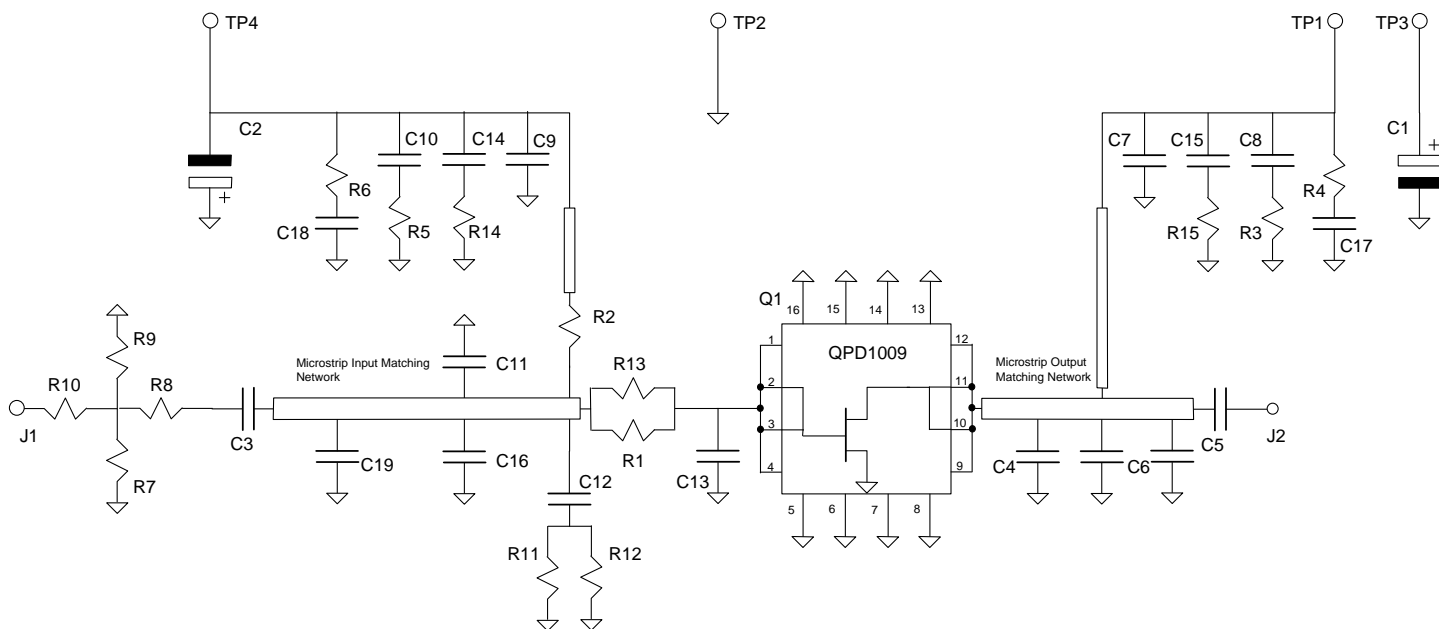 TP4
TP2
TP1
TP3
C2
C10
C14
C9
C7
C15
C8
C1
+
R6
R4
+
C18
R5
R14
R15
R3
C17
R2
Q1
16
15
14
13
R9
1
12
QPD1009
Microstrip Input Matching
Network
C11
R13
Microstrip Output
Matching Network
R10
R8
2
11
J1
C3
3
10
J2
R1
C5
C19
C16
C13
4
9
C4
C6
R7
C12
5
6
7
8
R11
R12